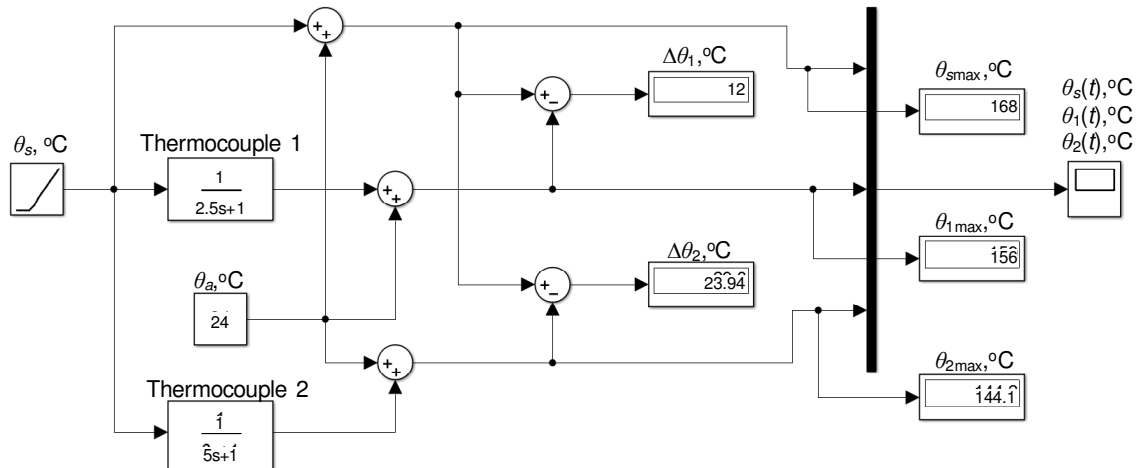 Δθ1,ºC
12
θsmax,ºC
168
θs(t),ºC
θ1(t),ºC
θ2(t),ºC
θs, ºC
Thermocouple 1
1
2.5s+1
+
+
+
-
+
+
θ1max,ºC
156
Δθ2,ºC
23.94
θa,ºC
24
+
-
+
+
θ2max,ºC
144.1
Thermocouple 2
1
5s+1